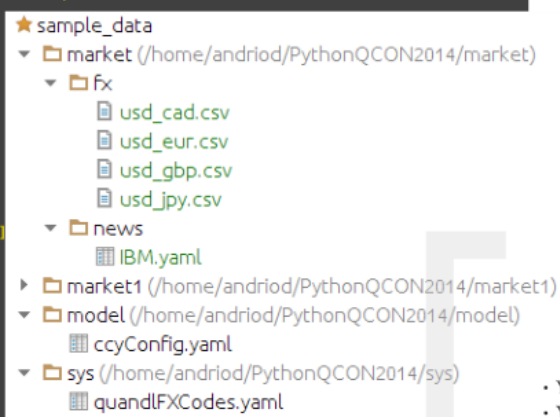 sample_data
market (/home/andriod/PythonQCON2014/market)
fx
usd_cad.csv
usd_eur.csv
usd_gbp.csv
usd_jpy.csv
news
IBM.yaml
market1 (/home/andriod/PythonQCON2014/market1)
model (/home/andriod/PythonQCON2014/model)
ccyConfig.yaml
sys (/home/andriod/PythonQCON2014/sys)
quandlFXCodes.yaml